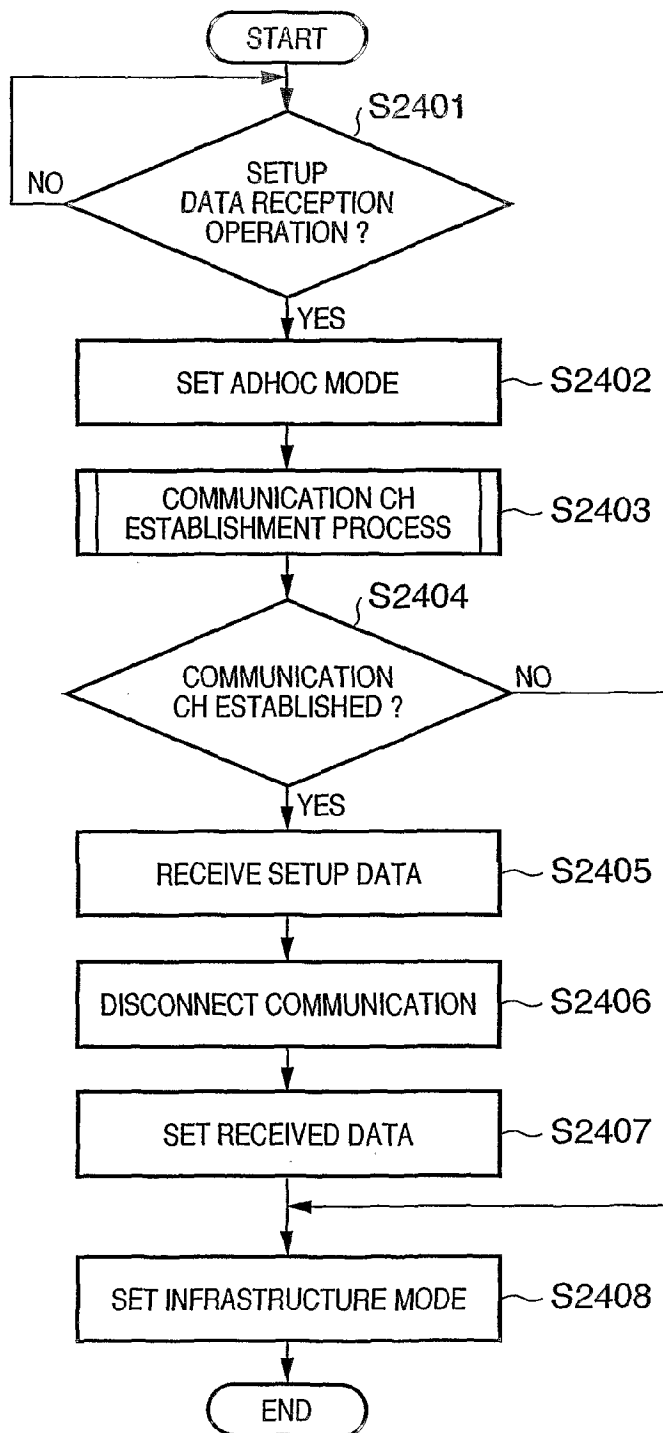 START
S2401
NO
SETUP
DATA RECEPTION
OPERATION ?
YES
SET ADHOC MODE
S2402
COMMUNICATION CH
ESTABLISHMENT PROCESS
S2403
S2404
COMMUNICATION
CH ESTABLISHED ?
NO
YES
RECEIVE SETUP DATA
S2405
DISCONNECT COMMUNICATION
S2406
SET RECEIVED DATA
S2407
SET INFRASTRUCTURE MODE
S2408
END